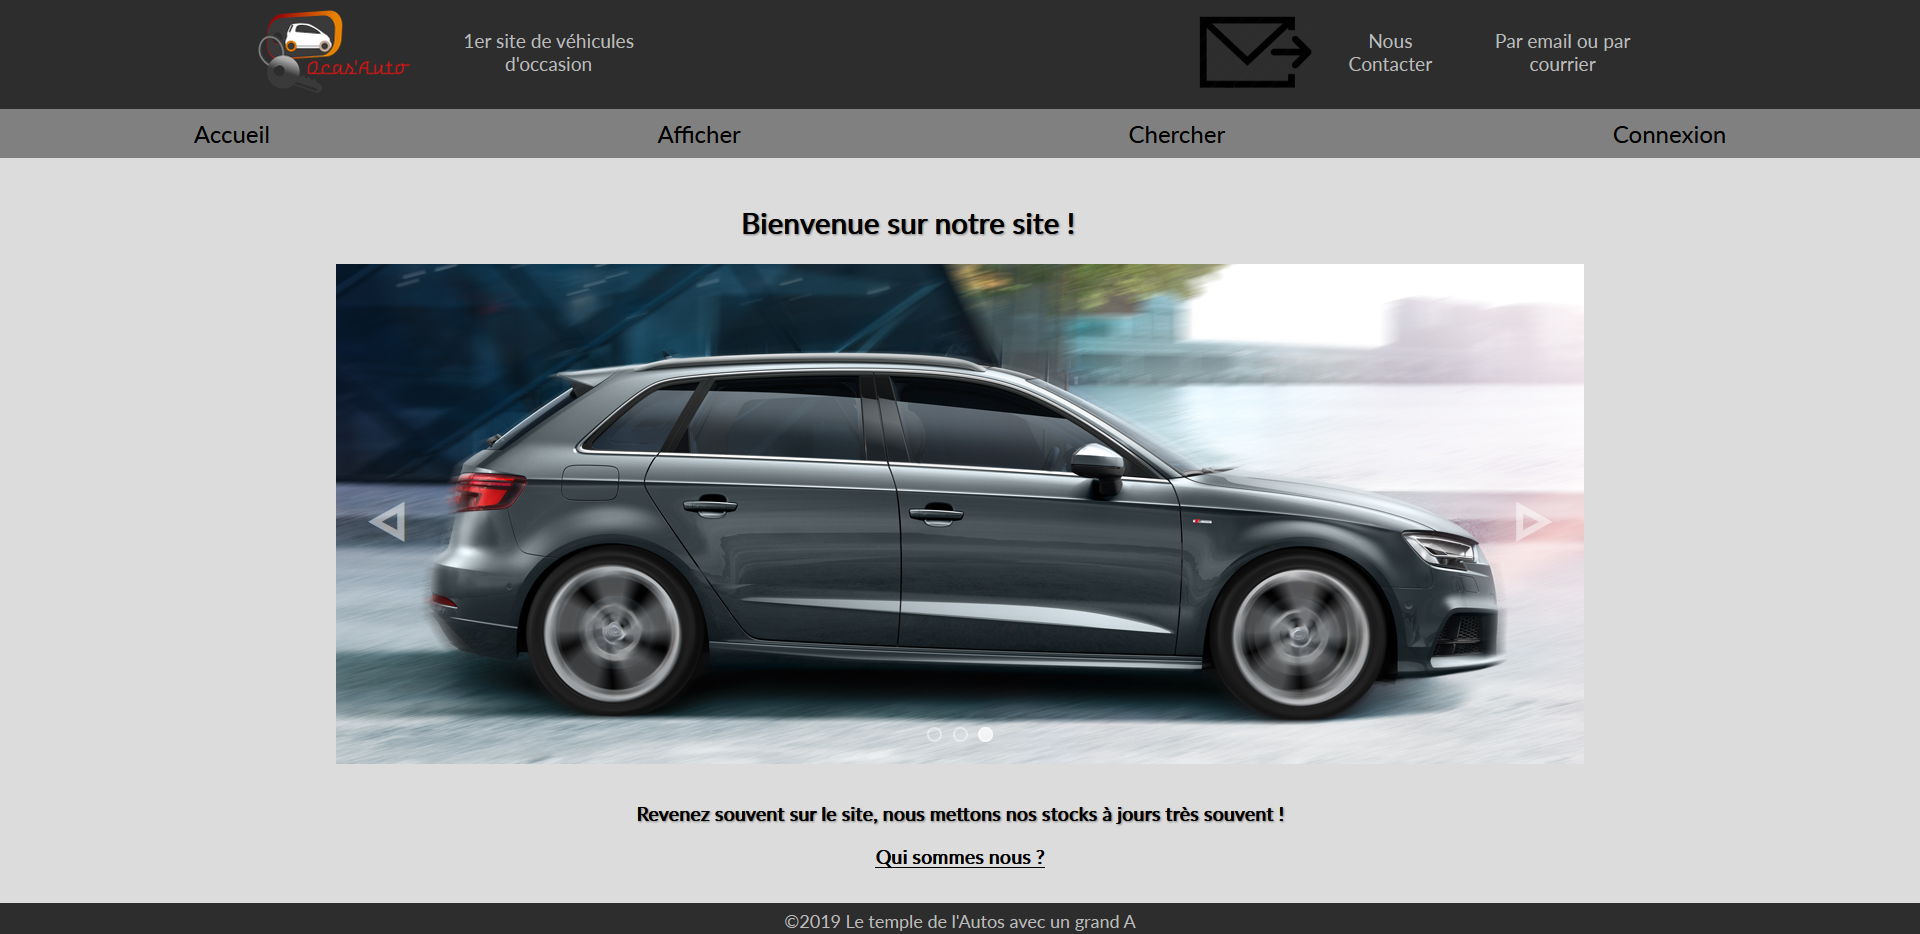 Ocas'Auto
1er site de véhicules
d'occasion
Nous
Contacter
Par email ou par
courrier
Accueil
Afficher
Chercher
Connexion
Bienvenue sur notre site !
Revenez souvent sur le site, nous mettons nos stocks à jours très souvent !
Qui sommes nous ?
©2019 Le temple de l'Autos avec un grand A